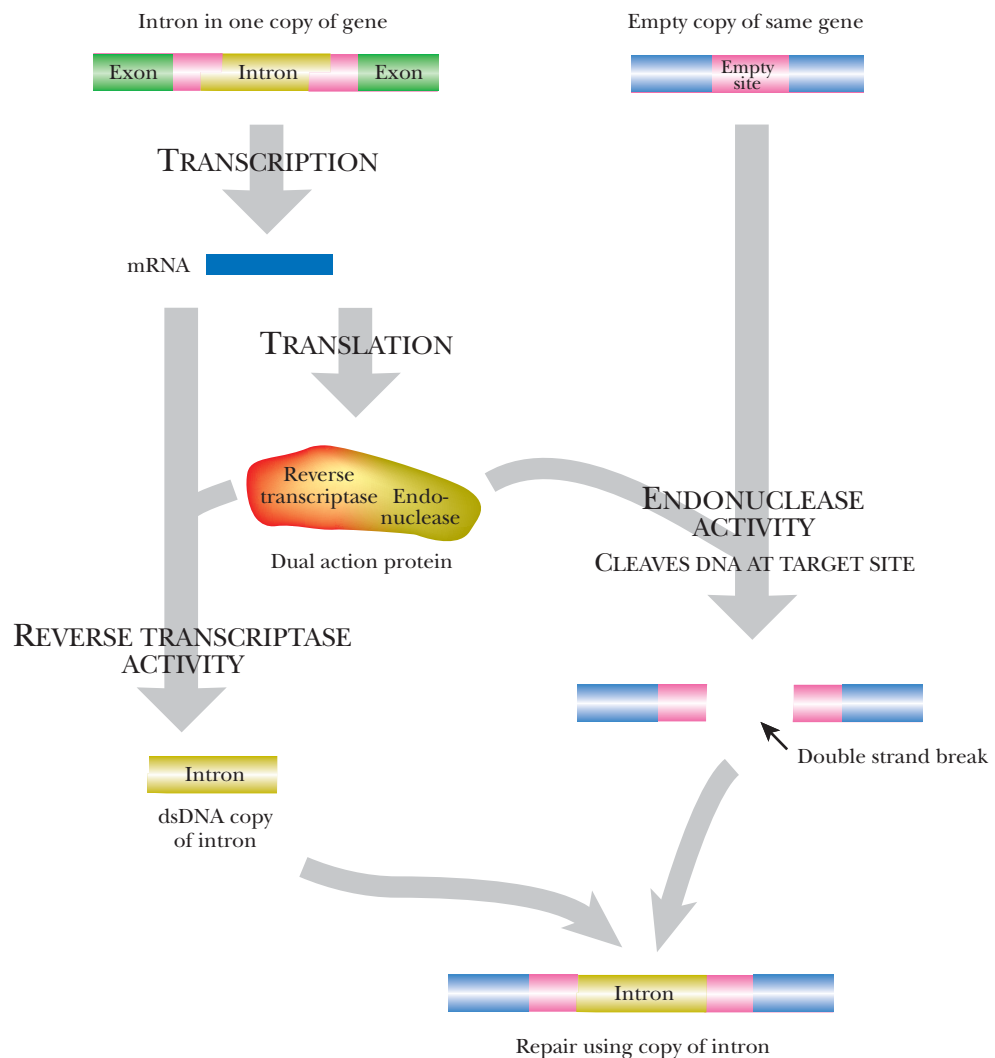 Intron in one copy of gene
Empty copy of same gene
Exon
Intron
Exon
Empty
site
TRANSCRIPTION
mRNA
TRANSLATION
Reverse
transcriptase
Endo-
nuclease
Dual action protein
ENDONUCLEASE
ACTIVITY
CLEAVES DNA AT TARGET SITE
REVERSE TRANSCRIPTASE
ACTIVITY
Double strand break
Intron
dsDNA copy
of intron
Intron
Repair using copy of intron